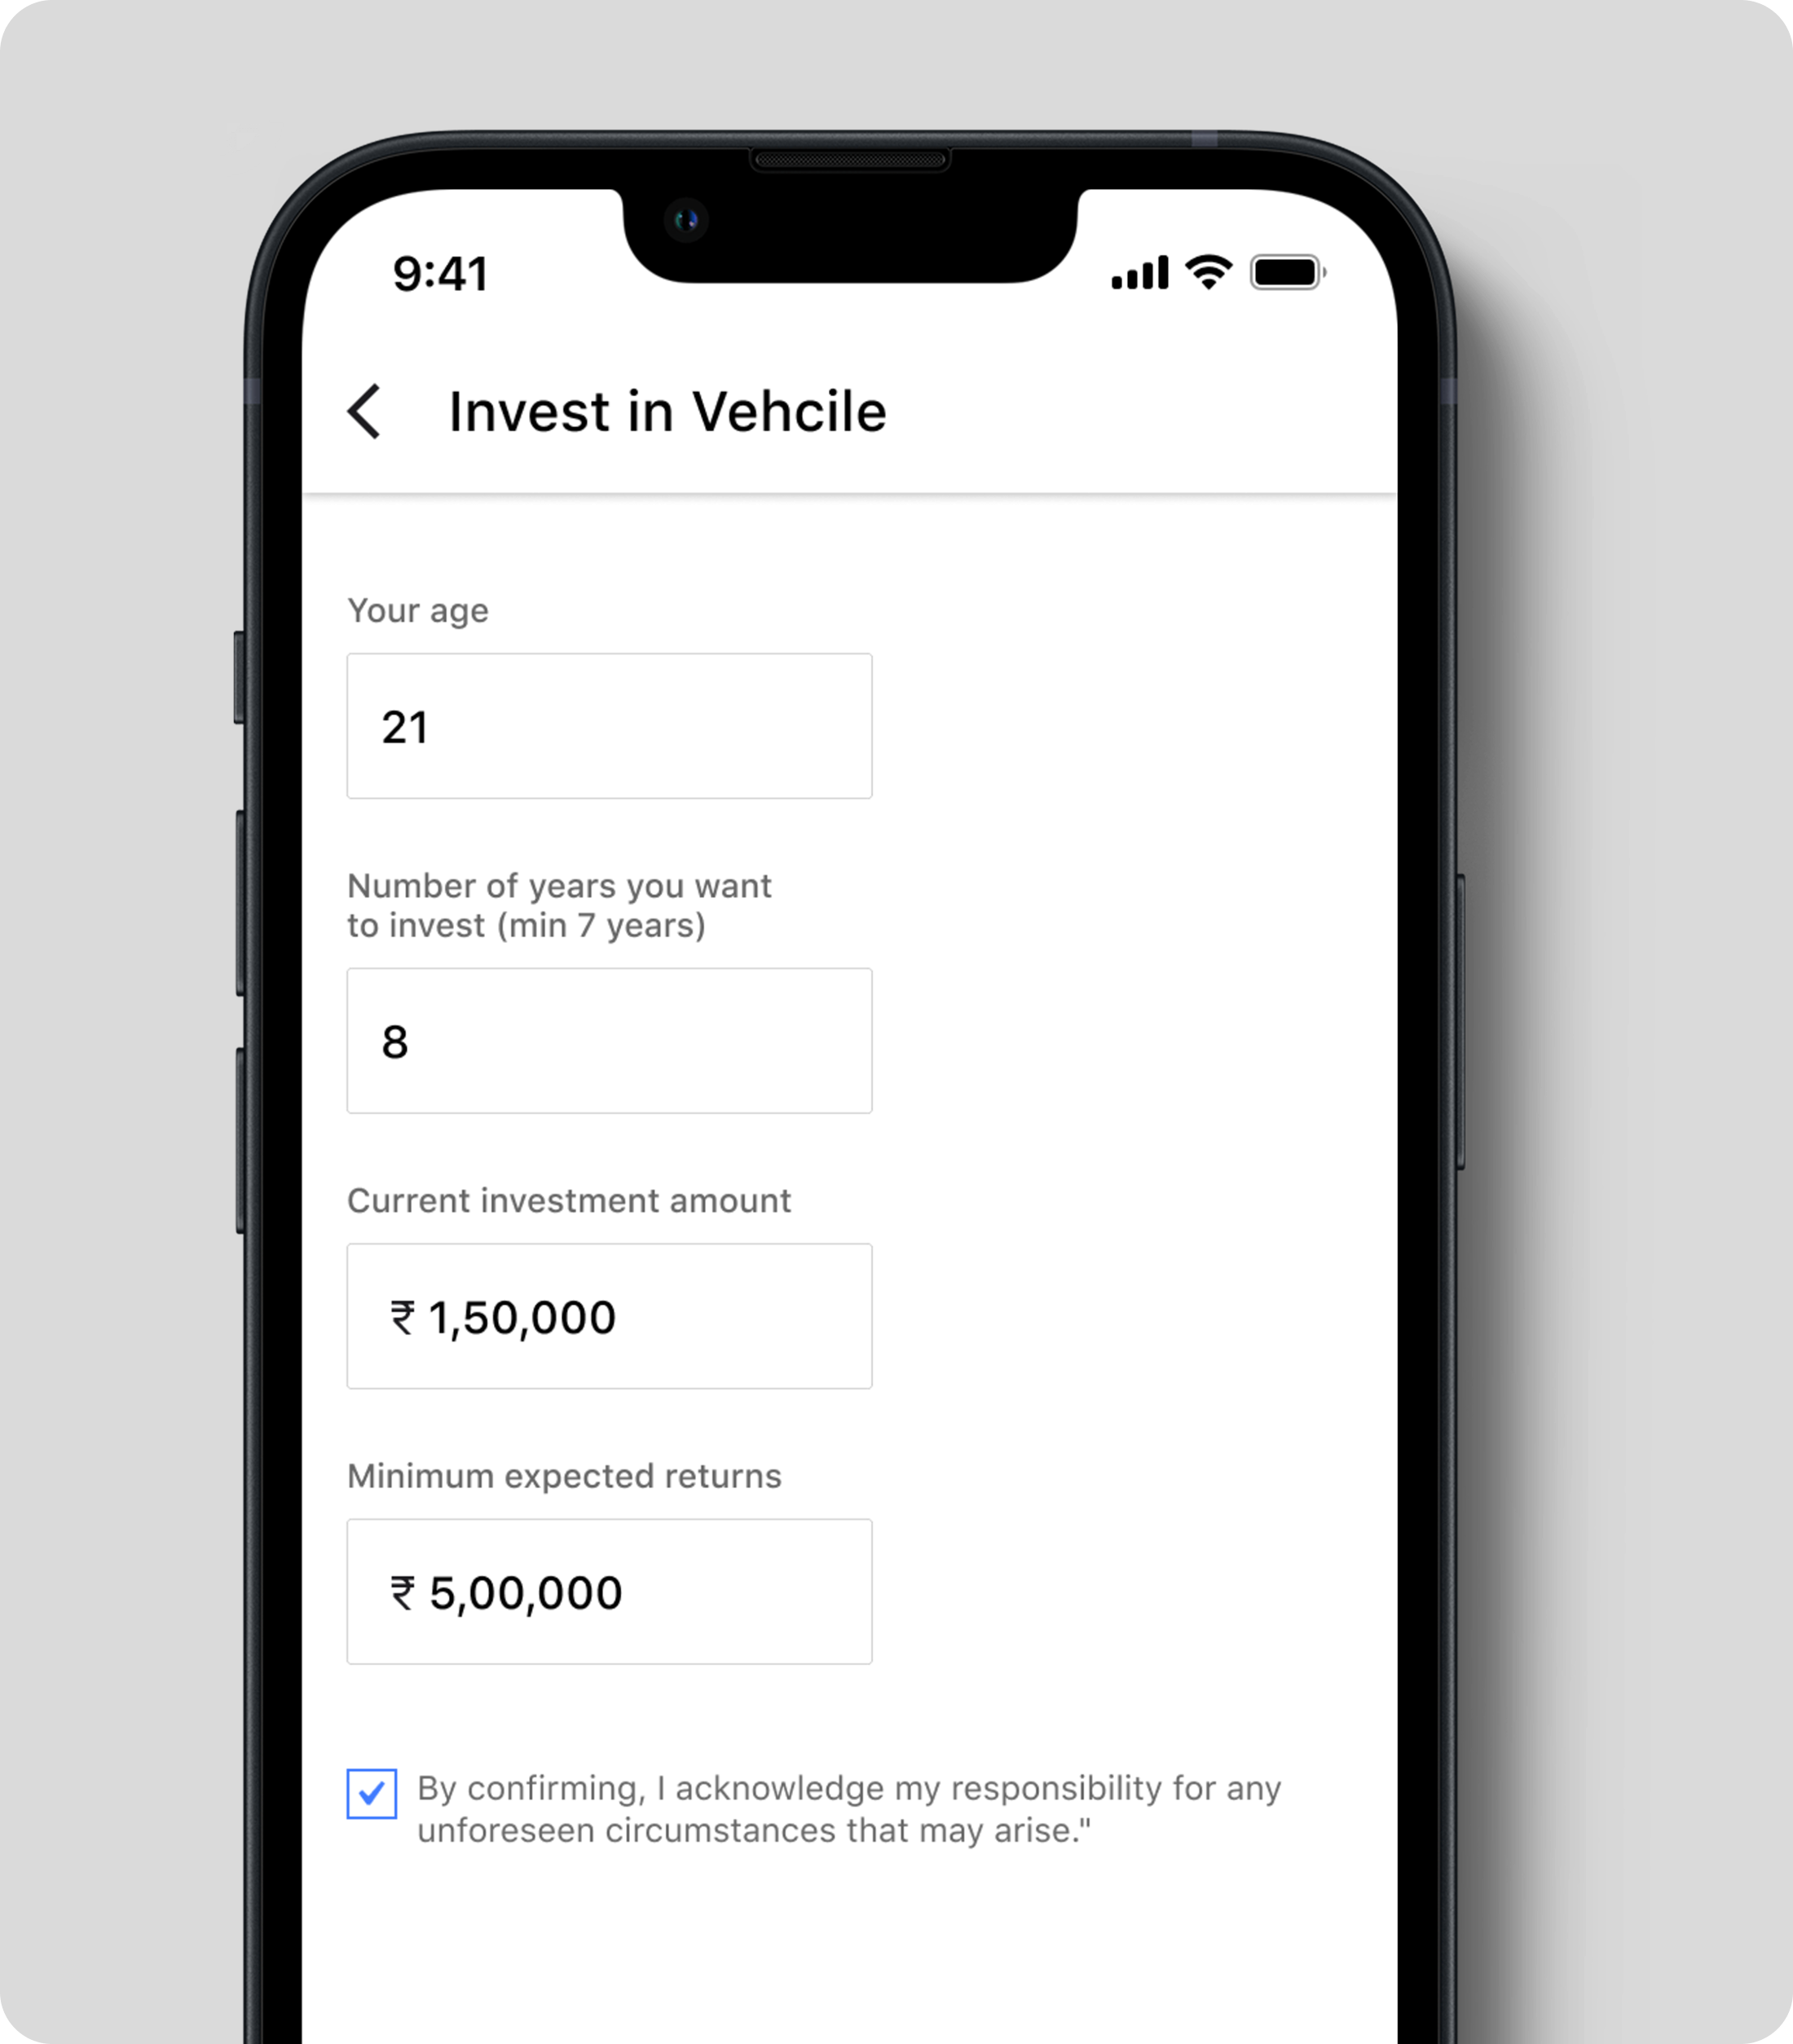 9:41
Invest in Vehcile
Your age
21
Number of years you want
to invest (min 7 years)
8
Current investment amount
₹ 1,50,000
Minimum expected returns
₹ 5,00,000
By confirming, I acknowledge my responsibility for any
unforeseen circumstances that may arise."